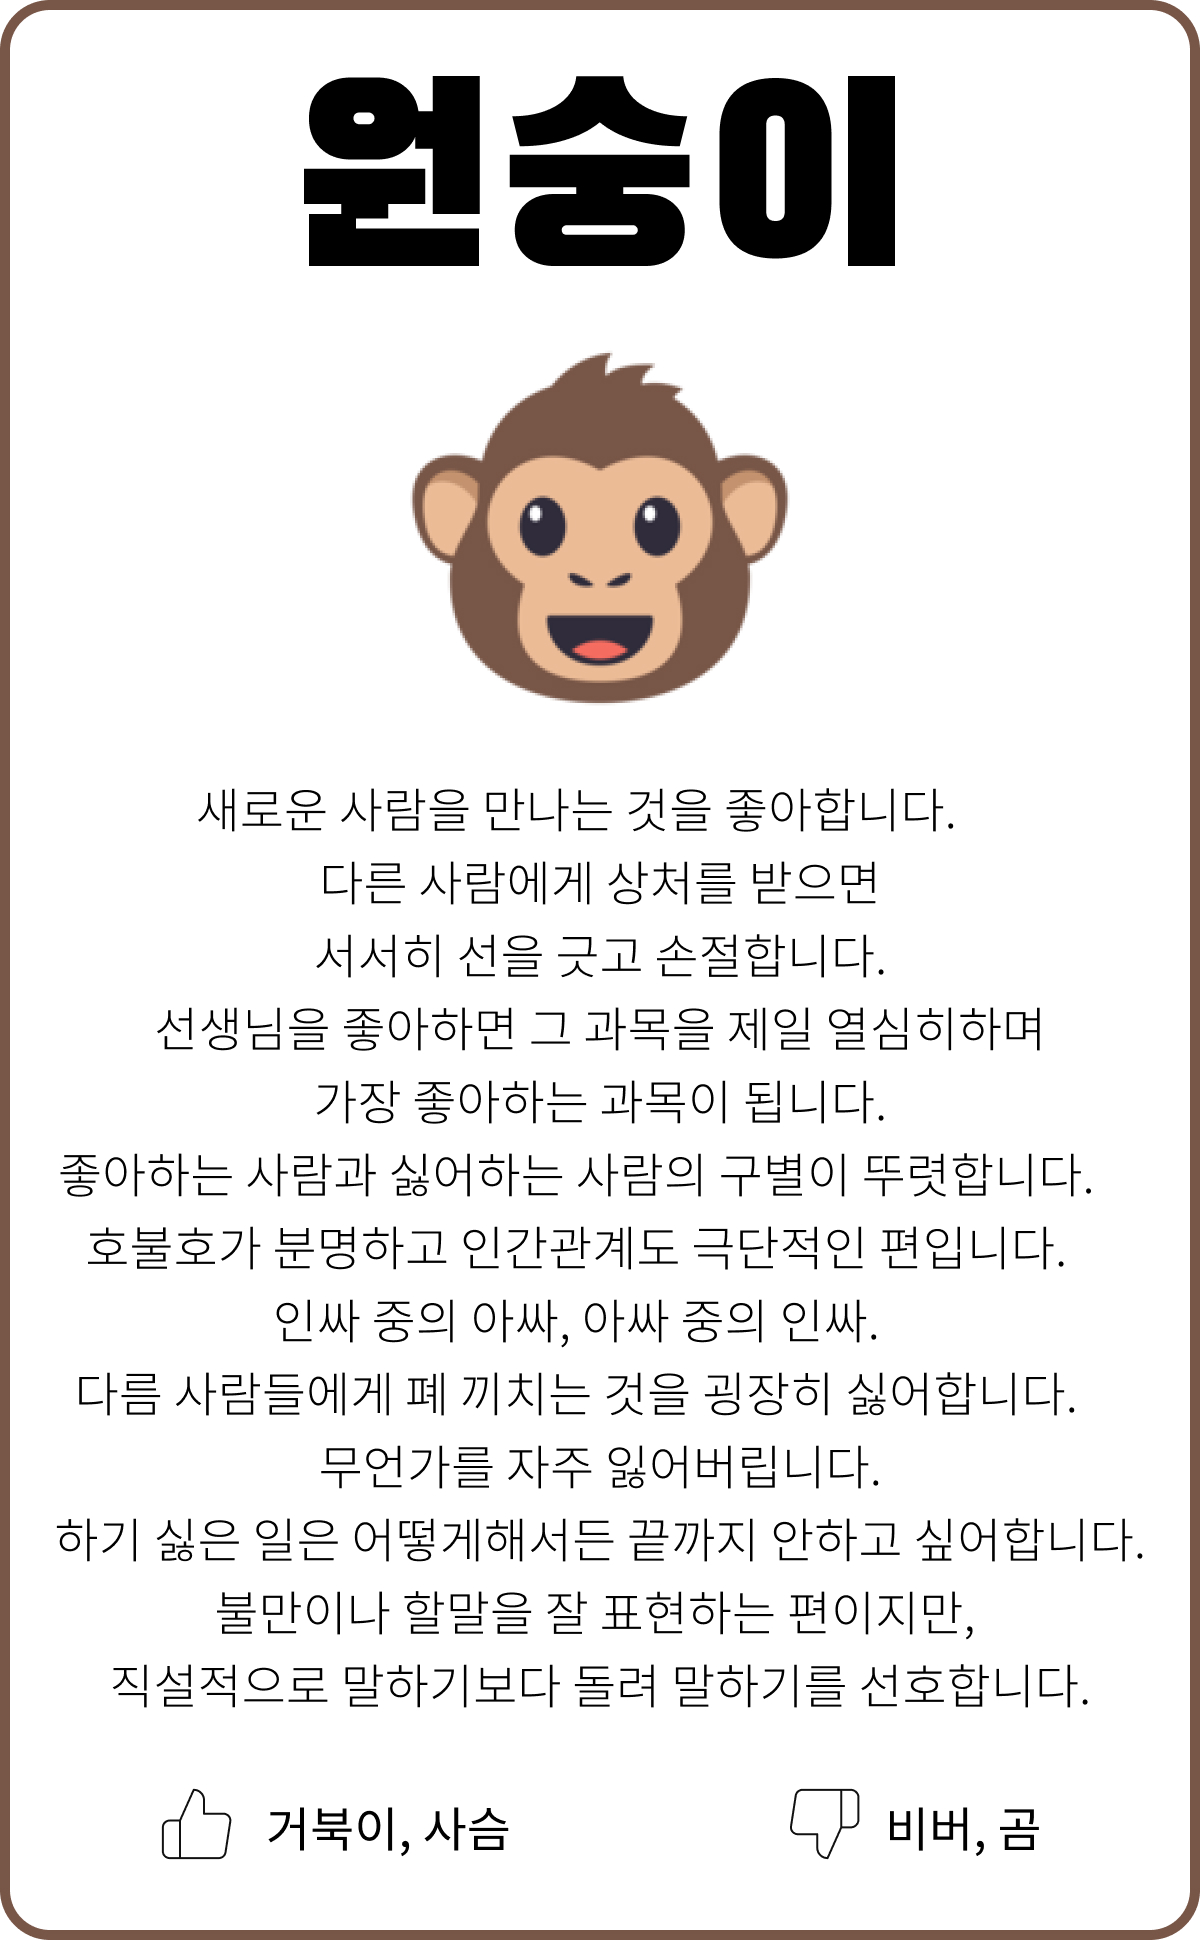 원숭이
새로운 사람을 만나는 것을 좋아합니다.
다른 사람에게 상처를 받으면
서서히 선을 긋고 손절합니다.
선생님을 좋아하면 그 과목을 제일 열심히하며
가장 좋아하는 과목이 됩니다.
좋아하는 사람과 싫어하는 사람의 구별이 뚜렷합니다.
호불호가 분명하고 인간관계도 극단적인 편입니다.
인싸 중의 아싸, 아싸 중의 인싸.
다름 사람들에게 폐 끼치는 것을 굉장히 싫어합니다.
무언가를 자주 잃어버립니다.
하기 싫은 일은 어떻게해서든 끝까지 안하고 싶어합니다.
불만이나 할말을 잘 표현하는 편이지만,
직설적으로 말하기보다 돌려 말하기를 선호합니다.
거북이, 사슴
비버, 곰